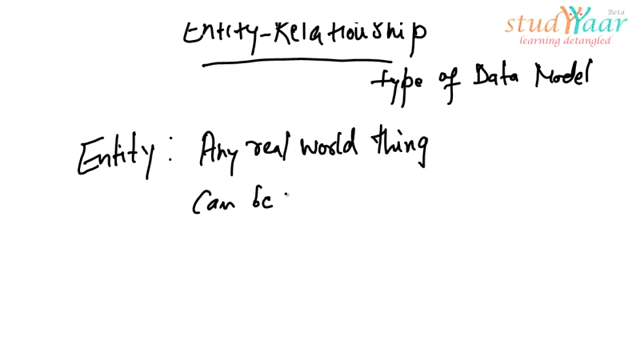 Entity-Relationship
Beta
studYaar
learning detangled
type of Data Model
Entity: Any real world thing
Can be